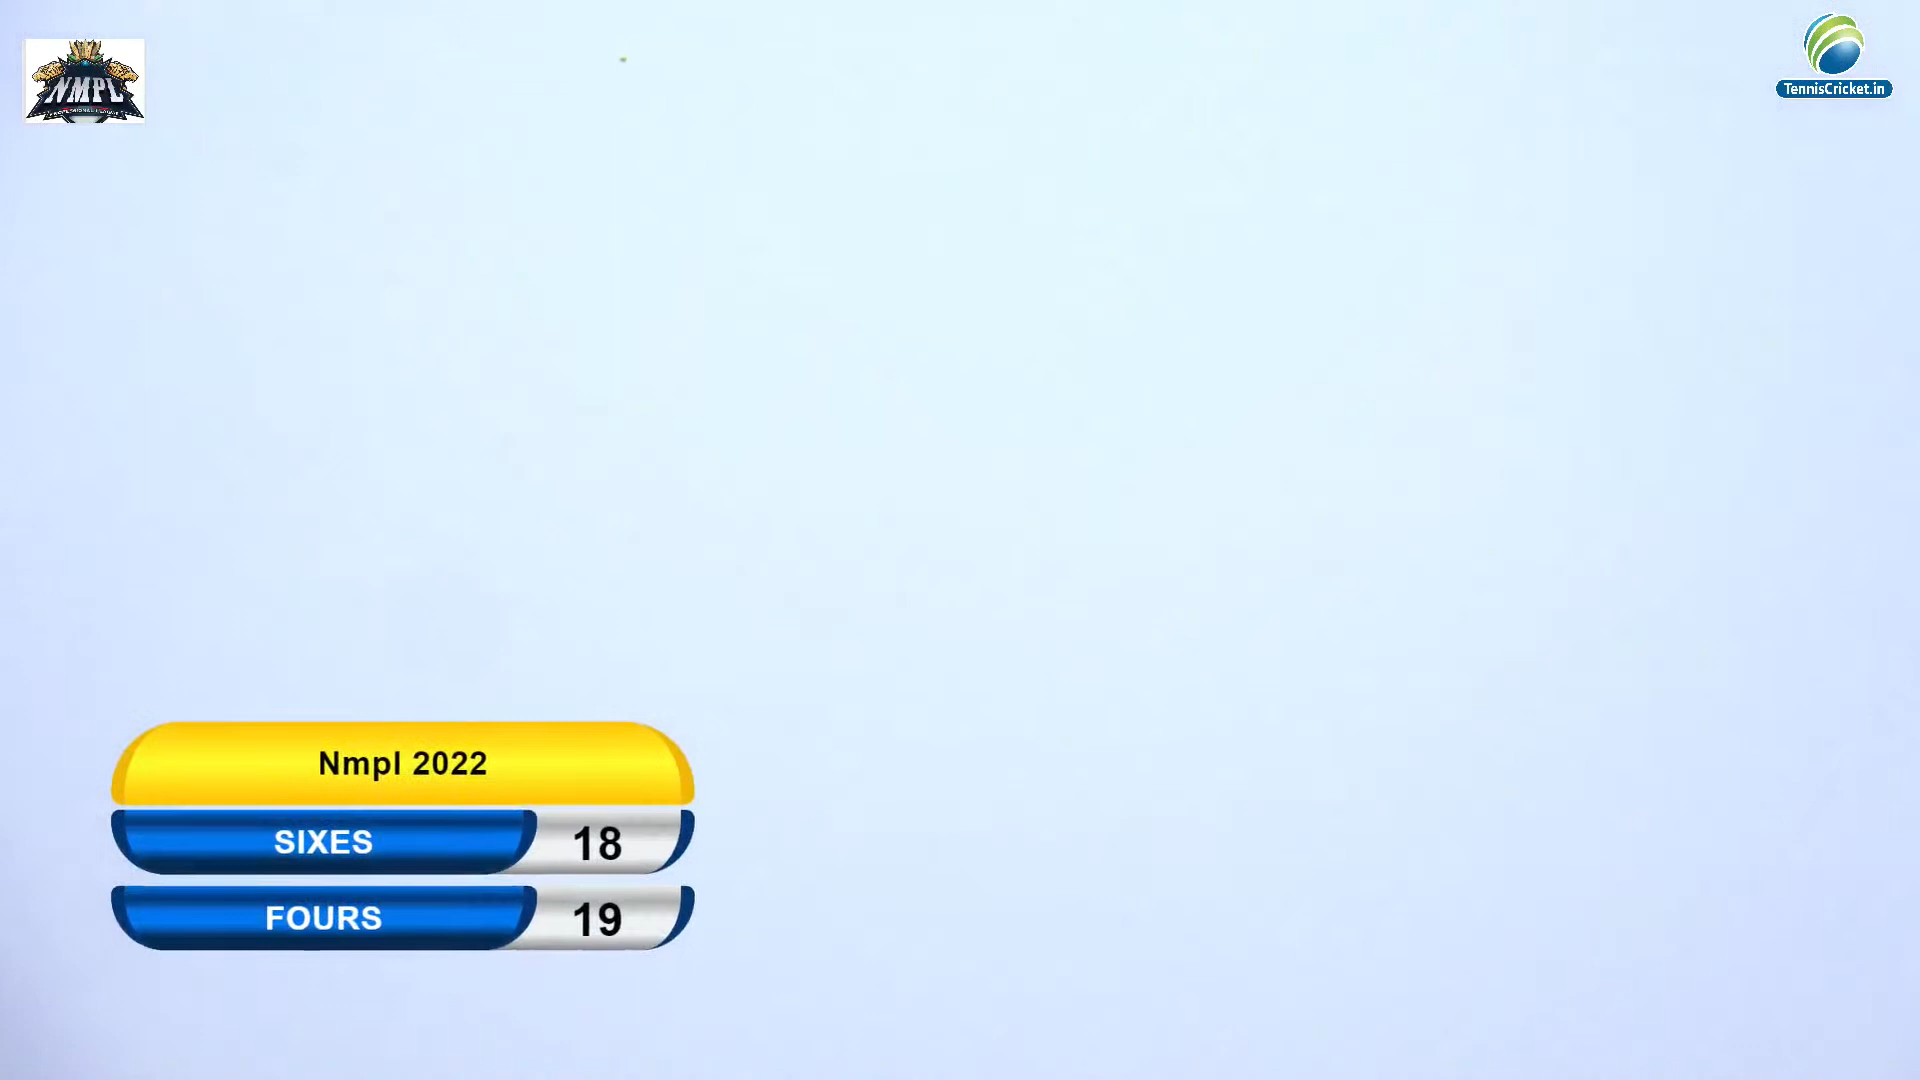 NMPL
TennisCricket.in
Nmpl 2022
SIXES 18
FOURS 19